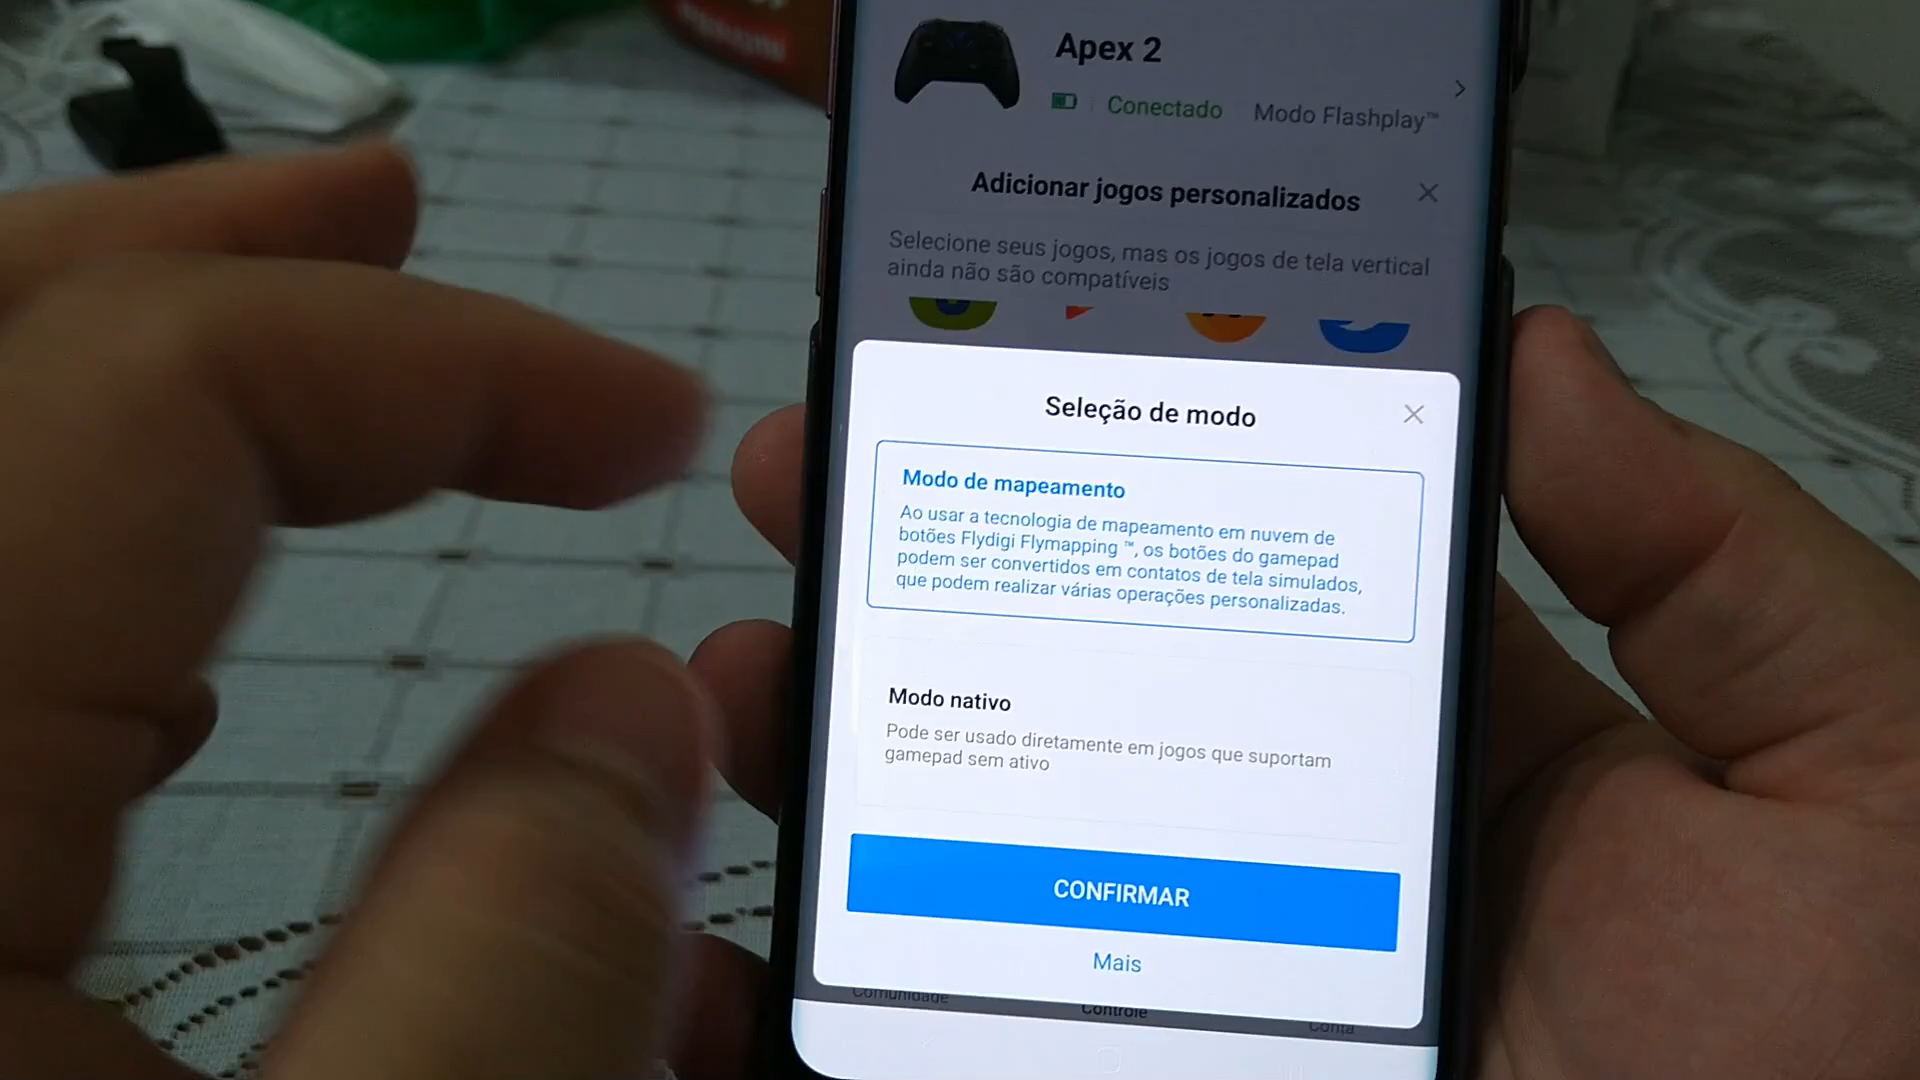 Apex 2
Conectado
Modo Flashplay™
Adicionar jogos personalizados
Selecione seus jogos, mas os jogos de tela vertical
ainda não são compatíveis
Seleção de modo
Modo de mapeamento
Ao usar a tecnologia de mapeamento em nuvem de
botões Flydigi Flymapping ™, os botões do gamepad
podem ser convertidos em contatos de tela simulados,
que podem realizar várias operações personalizadas.
Modo nativo
Pode ser usado diretamente em jogos que suportam
gamepad sem ativo
CONFIRMAR
Mais
Comunidade
Controle
Conta